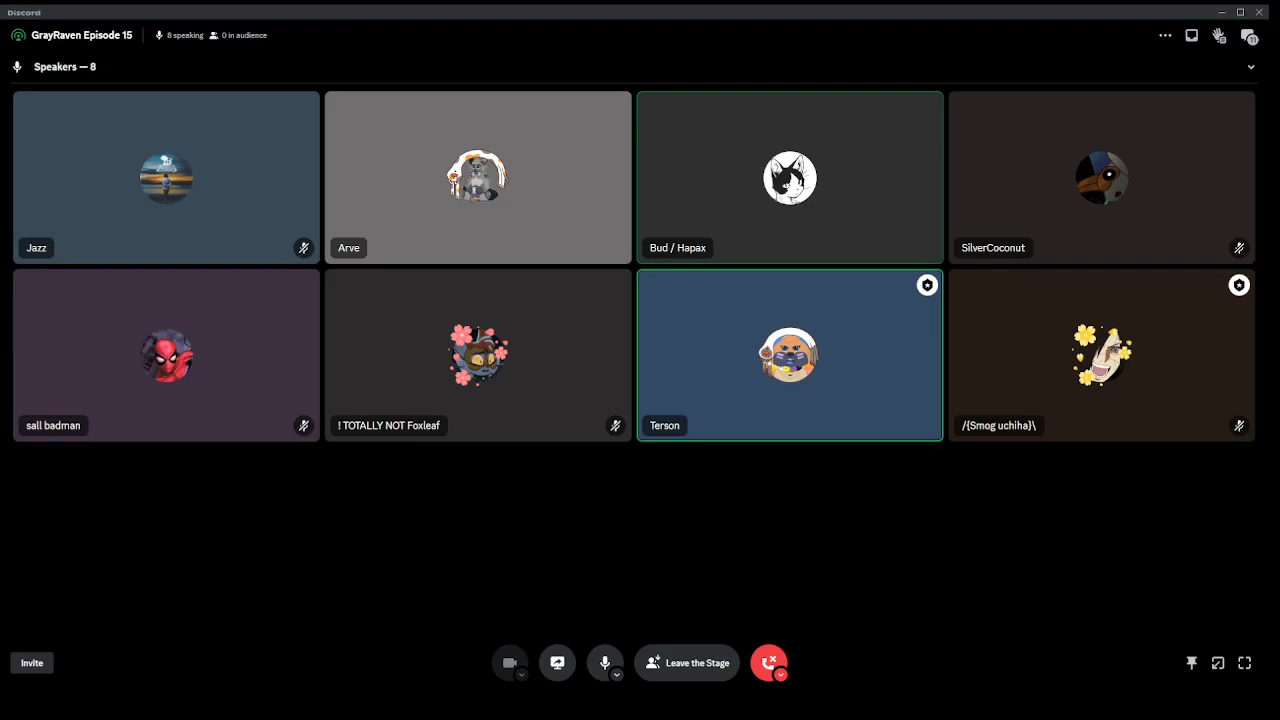 Discord
GrayRaven Episode 15
8 speaking
0 in audience
11
Speakers — 8
Jazz
Arve
Bud / Hapax
SilverCoconut
sall badman
! TOTALLY NOT Foxleaf
Terson
/{Smog uchiha}\
Invite
Leave the Stage